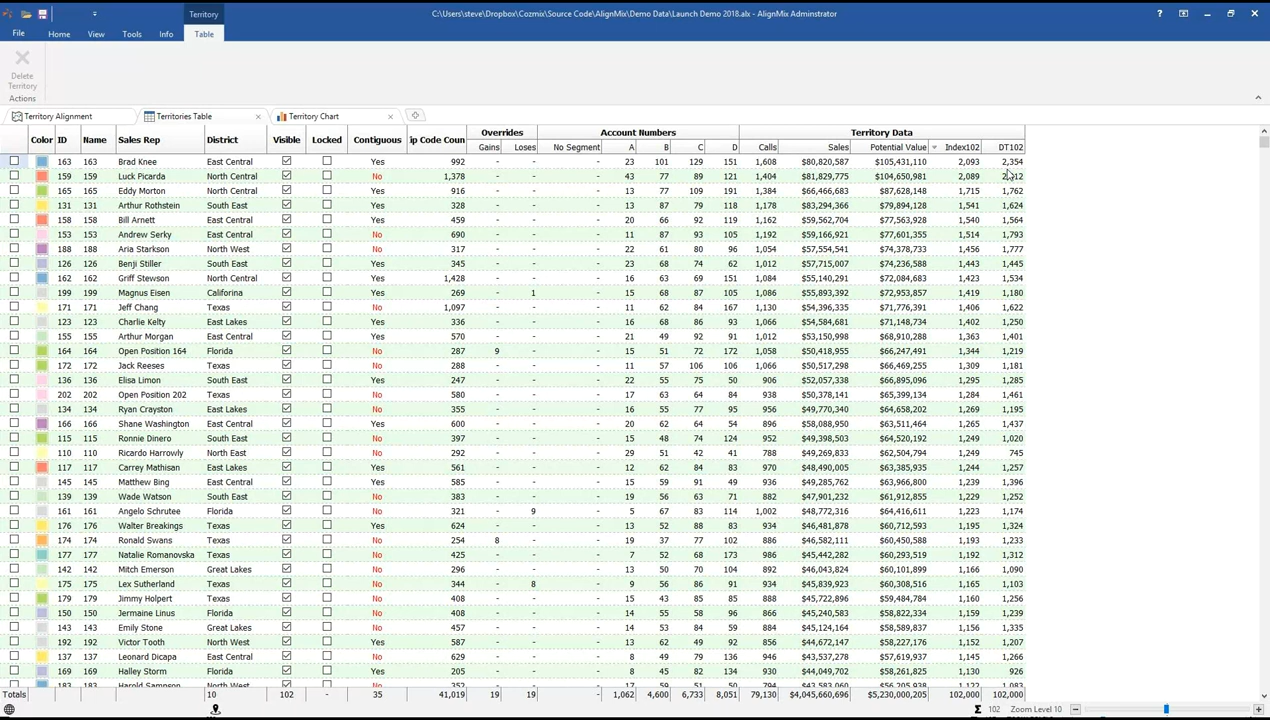 C:\Users\steve\Dropbox\Cozmix\Source Code\AlignMix\Demo Data\Launch Demo 2018.alx - AlignMix Adminstrator
Territory
File Home View Tools Info Table
Delete Territory
Actions
Territory Alignment Territories Table Territory Chart
Overrides Account Numbers Territory Data
Color ID Name Sales Rep District Visible Locked Contiguous ip Code Coun Gains Loses No Segment A B C D Calls Sales Potential Value Index102 DT102
163 163 Brad Knee East Central Yes 992 - - - 23 101 129 151 1,608 $80,820,587 $105,431,110 2,093 2,354
159 159 Luck Picarda North Central No 1,378 - - - 43 77 89 121 1,404 $81,829,775 $104,650,981 2,089
165 165 Eddy Morton North Central Yes 916 - - - 13 77 109 191 1,384 $66,466,683 $87,628,148 1,715 1,762
131 131 Arthur Rothstein South East Yes 328 - - - 13 87 79 118 1,178 $83,294,366 $79,894,128 1,541 1,624
158 158 Bill Arnett East Central Yes 459 - - - 20 66 92 119 1,162 $59,562,704 $77,563,928 1,540 1,564
153 153 Andrew Serky East Central No 690 - - - 11 87 93 105 1,192 $59,166,921 $77,601,355 1,514 1,793
188 188 Aria Starkson North West No 317 - - - 22 61 80 96 1,054 $57,554,541 $74,378,733 1,456 1,777
126 126 Benji Stiller South East Yes 345 - - - 23 68 74 62 1,012 $57,715,007 $74,236,588 1,443 1,445
162 162 Griff Stewson North Central Yes 1,428 - - - 16 63 69 151 1,084 $55,140,291 $72,084,683 1,423 1,534
199 199 Magnus Eisen Califorina Yes 269 - 1 - 15 68 87 105 1,086 $55,893,392 $72,953,857 1,419 1,180
171 171 Jeff Chang Texas No 1,097 - - - 11 62 84 167 1,130 $54,396,335 $71,776,391 1,406 1,622
123 123 Charlie Kelty East Lakes Yes 336 - - - 16 68 86 93 1,066 $54,584,681 $71,148,734 1,402 1,250
155 155 Arthur Morgan East Central Yes 570 - - - 21 49 92 91 1,012 $53,150,958 $68,910,288 1,363 1,401
164 164 Open Position 164 Florida No 287 9 - - 15 51 72 172 1,058 $50,418,955 $66,247,491 1,344 1,219
172 172 Jack Reeses Texas No 288 - - - 11 57 106 106 1,066 $50,517,298 $66,469,255 1,309 1,181
136 136 Elisa Limon South East Yes 247 - - - 22 55 75 50 906 $52,057,338 $66,895,096 1,295 1,285
202 202 Open Position 202 Texas No 580 - - - 17 63 64 84 938 $50,378,141 $65,399,134 1,284 1,461
134 134 Ryan Crayston East Lakes No 355 - - - 16 55 77 95 956 $49,770,340 $64,658,202 1,269 1,195
166 166 Shane Washington East Central Yes 600 - - - 20 62 64 54 896 $58,088,950 $63,511,464 1,265 1,437
115 115 Ronnie Dinero South East No 397 - - - 15 48 74 124 952 $49,398,503 $64,520,192 1,249 1,020
110 110 Ricardo Harrowly North East No 292 - - - 29 51 42 41 788 $49,269,833 $62,504,794 1,249 745
117 117 Carrey Mathisan East Lakes Yes 561 - - - 12 62 84 83 970 $48,490,005 $63,385,935 1,244 1,257
145 145 Matthew Bing East Central Yes 585 - - - 15 59 91 49 936 $49,285,762 $63,966,800 1,239 1,396
139 139 Wade Watson South East No 383 - - - 19 56 63 71 882 $47,901,232 $61,912,855 1,229 1,252
161 161 Angelo Schrutee Florida No 321 - 9 - 5 67 83 114 1,002 $48,772,316 $64,416,611 1,223 1,174
176 176 Walter Breakings Texas Yes 624 - - - 13 52 88 83 934 $46,481,878 $60,712,593 1,195 1,324
174 174 Ronald Swans Texas No 254 8 - - 19 37 77 102 886 $46,582,111 $60,450,588 1,193 1,233
177 177 Natalie Romanovska Texas No 425 - - - 7 52 68 173 986 $45,442,282 $60,293,519 1,192 1,312
142 142 Mitch Emerson Great Lakes No 296 - - - 13 50 70 104 892 $46,043,824 $60,101,899 1,166 1,090
175 175 Lex Sutherland Texas No 344 - 8 - 9 56 86 91 934 $45,839,923 $60,308,516 1,165 1,103
179 179 Jimmy Holpert Texas No 408 - - - 15 43 85 85 888 $45,722,896 $59,484,784 1,160 1,256
150 150 Jermaine Linus Florida No 408 - - - 14 55 58 96 866 $45,240,583 $58,822,334 1,159 1,239
143 143 Emily Stone Great Lakes No 457 - - - 14 53 84 59 884 $45,124,164 $58,589,837 1,156 1,335
192 192 Victor Tooth North West Yes 587 - - - 13 62 49 92 856 $44,672,147 $58,227,176 1,152 1,207
137 137 Leonard Dicapa East Central No 629 - - - 8 49 79 136 946 $43,537,278 $57,619,937 1,145 1,266
169 169 Halley Storm Florida Yes 205 - - - 8 45 82 134 930 $44,049,702 $58,261,825 1,128 926
183 183 Harold Sampson North West No
Totals 10 102 - 35 41,019 19 19 - 1,062 4,600 6,733 8,051 79,130 $4,045,660,696 $5,230,000,205 102,000 102,000
Σ 102 Zoom Level 10